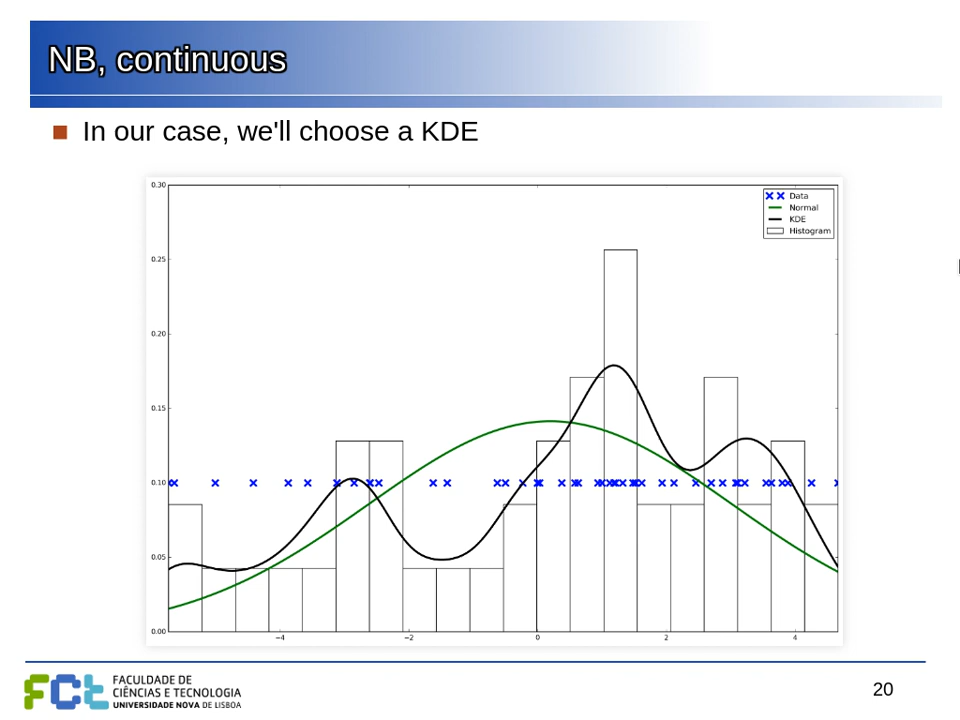 NB, continuous
In our case, we'll choose a KDE
0.30
0.25
0.20
0.15
0.10
0.05
0.00
−4
−2
0
2
4
Data
Normal
KDE
Histogram
FCt
FACULDADE DE
CIÊNCIAS E TECNOLOGIA
UNIVERSIDADE NOVA DE LISBOA
20